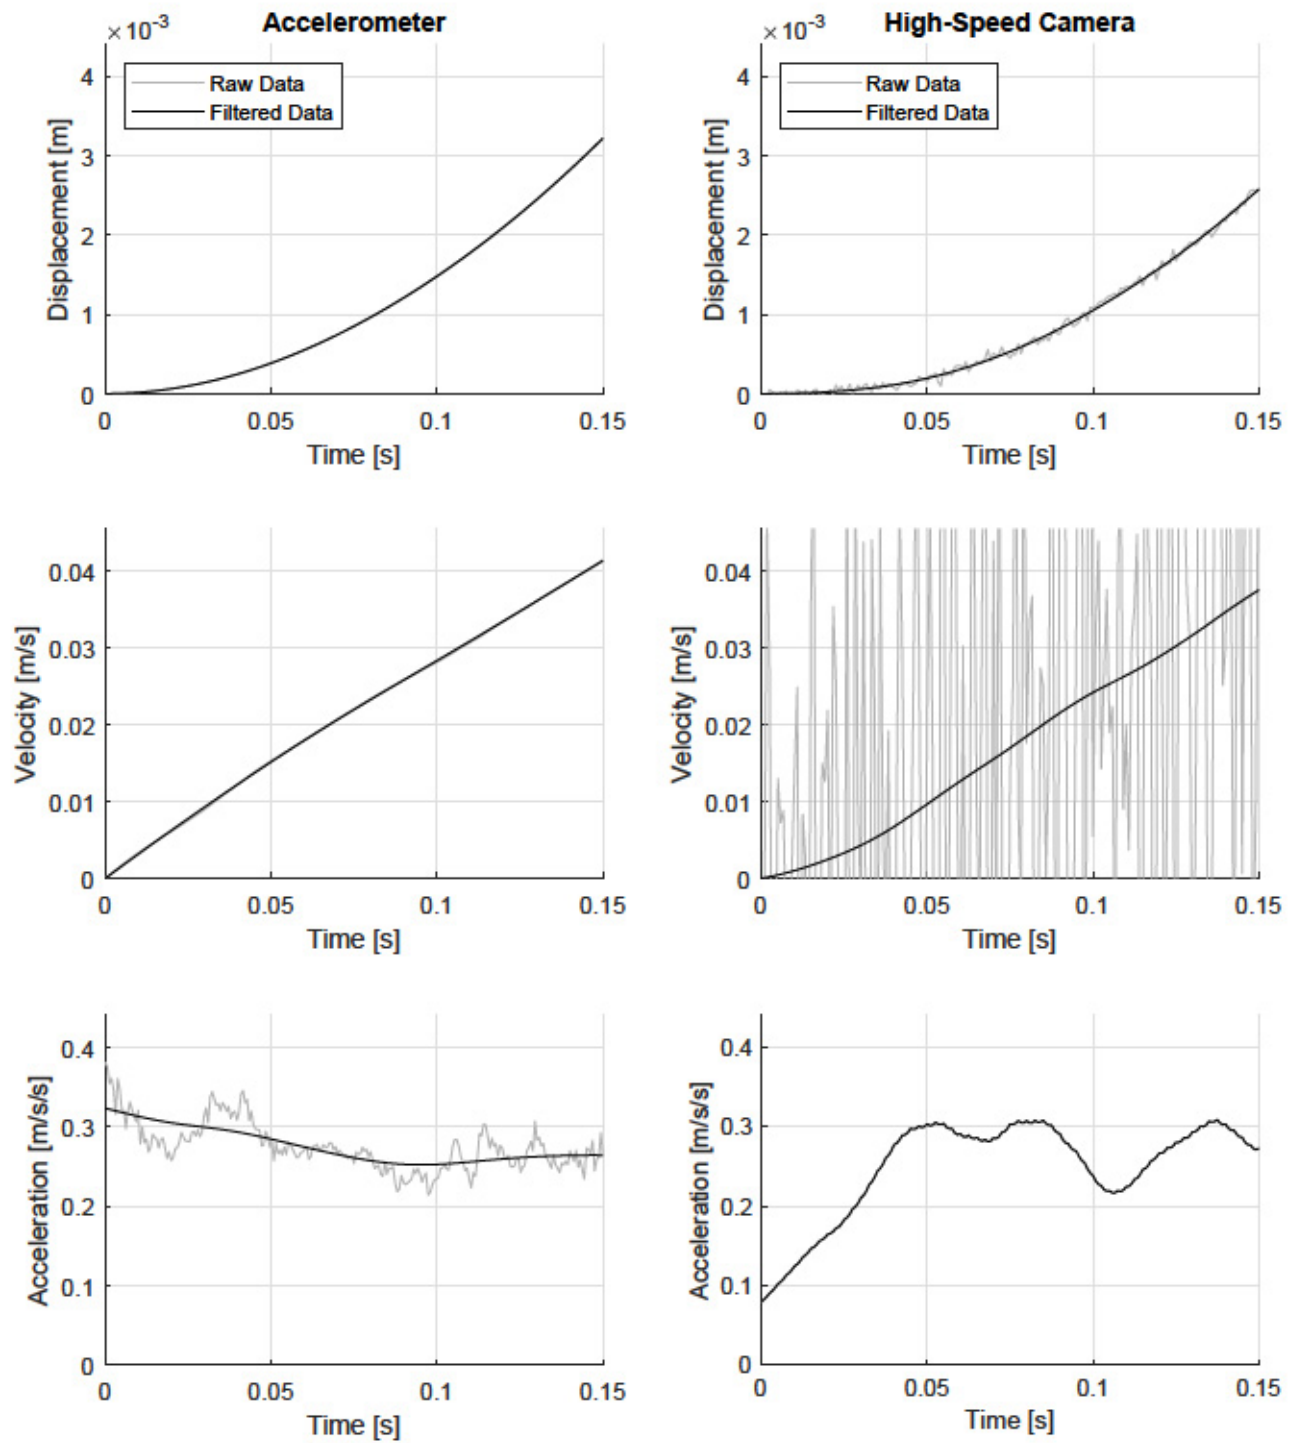 Accelerometer
×10⁻³
Raw Data
Filtered Data
4
3
2
1
0
Displacement [m]
0 0.05 0.1 0.15
Time [s]
High-Speed Camera
×10⁻³
Raw Data
Filtered Data
4
3
2
1
0
Displacement [m]
0 0.05 0.1 0.15
Time [s]
0.04
0.03
0.02
0.01
0
Velocity [m/s]
0 0.05 0.1 0.15
Time [s]
0.04
0.03
0.02
0.01
0
Velocity [m/s]
0 0.05 0.1 0.15
Time [s]
0.4
0.3
0.2
0.1
0
Acceleration [m/s/s]
0 0.05 0.1 0.15
Time [s]
0.4
0.3
0.2
0.1
0
Acceleration [m/s/s]
0 0.05 0.1 0.15
Time [s]